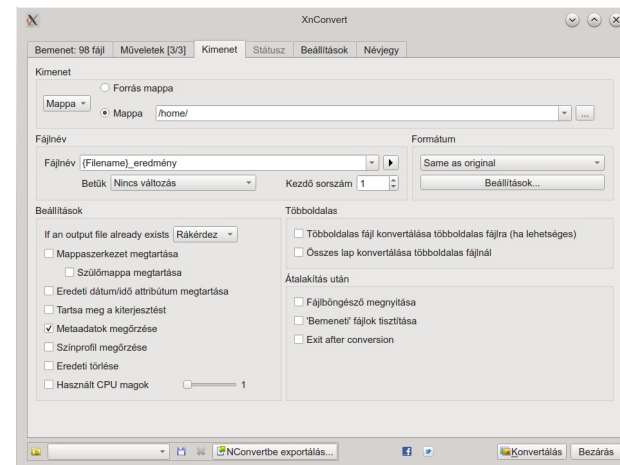 XnConvert
Bemenet: 98 fájl Műveletek [3/3] Kimenet Státusz Beállítások Névjegy
Kimenet
Mappa
Forrás mappa
Mappa /home/ ...
Fájlnév
Fájlnév {Filename}_eredmény
Betűk Nincs változás Kezdő sorszám 1
Formátum
Same as original
Beállítások...
Beállítások
If an output file already exists Rákérdez
Mappaszerkezet megtartása
Szülőmappa megtartása
Eredeti dátum/idő attribútum megtartása
Tartsa meg a kiterjesztést
Metaadatok megőrzése
Színprofil megőrzése
Eredeti törlése
Használt CPU magok 1
Többoldalas
Többoldalas fájl konvertálása többoldalas fájlra (ha lehetséges)
Összes lap konvertálása többoldalas fájlnál
Átalakítás után
Fájlböngésző megnyitása
'Bemeneti' fájlok tisztítása
Exit after conversion
NConvertbe exportálás... Konvertálás Bezárás